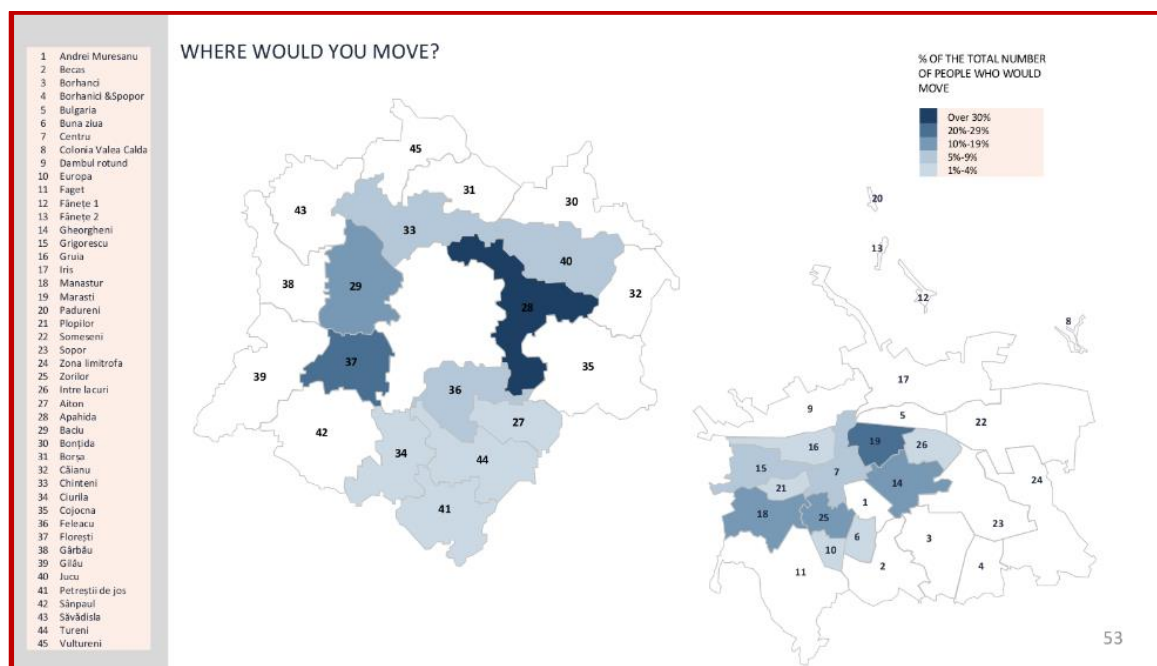 WHERE WOULD YOU MOVE?
1 Andrei Muresanu
2 Becas
3 Borhanci
4 Borhanici &Spopor
5 Bulgaria
6 Buna ziua
7 Centru
8 Colonia Valea Calda
9 Dambul rotund
10 Europa
11 Faget
12 Fânețe 1
13 Fânețe 2
14 Gheorgheni
15 Grigorescu
16 Gruia
17 Iris
18 Manastur
19 Marasti
20 Padureni
21 Plopilor
22 Someseni
23 Sopor
24 Zona limitrofa
25 Zorilor
26 Intre lacuri
27 Aiton
28 Apahida
29 Baciu
30 Bonțida
31 Borșa
32 Căianu
33 Chinteni
34 Ciurila
35 Cojocna
36 Feleacu
37 Florești
38 Gârbău
39 Gilău
40 Jucu
41 Petreștii de jos
42 Sânpaul
43 Săvădisla
44 Tureni
45 Vultureni
% OF THE TOTAL NUMBER
OF PEOPLE WHO WOULD
MOVE
Over 30%
20%-29%
10%-19%
5%-9%
1%-4%
45
31
30
43
33
40
38
29
28
32
37
35
39
36
27
42
34
44
41
20
13
12
8
17
9
5
22
16
19
26
15
7
21
14
24
18
25
1
23
10
6
3
11
2
4
53